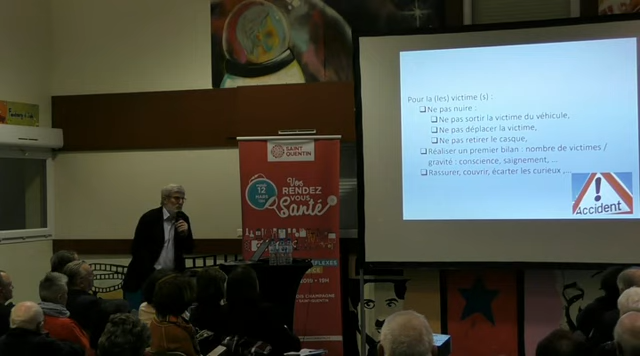 Pour la (les) victime (s) :
❑Ne pas nuire :
❑Ne pas sortir la victime du véhicule,
❑Ne pas déplacer la victime,
❑Ne pas retirer le casque,
❑Réaliser un premier bilan : nombre de victimes /
gravité : conscience, saignement, ...
❑Rassurer, couvrir, écarter les curieux ,...
Accident
SAINT
QUENTIN
12
Vos
RENDEZ
VOUS
Santé